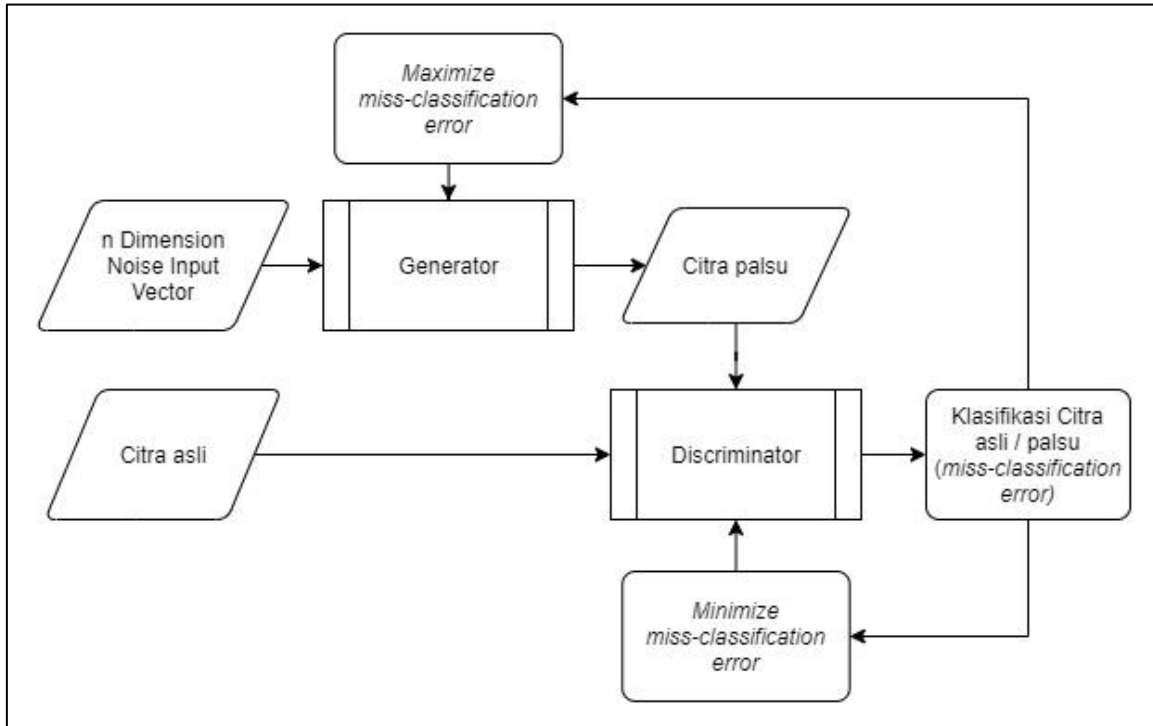 Maximize
miss-classification
error
n Dimension
Noise Input
Vector
Generator
Citra palsu
Citra asli
Discriminator
Klasifikasi Citra
asli / palsu
(miss-classification
error)
Minimize
miss-classification
error